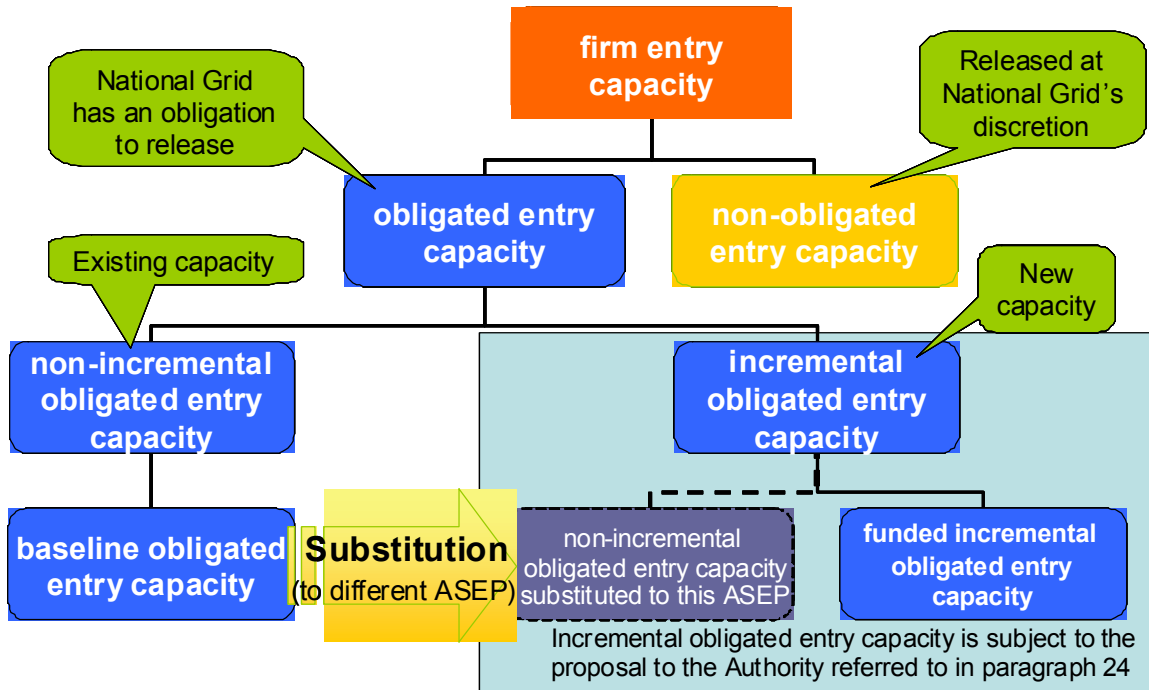 firm entry
capacity
National Grid
has an obligation
to release
Released at
National Grid's
discretion
obligated entry
capacity
non-obligated
entry capacity
Existing capacity
New
capacity
non-incremental
obligated entry
capacity
incremental
obligated entry
capacity
baseline obligated
entry capacity
Substitution
(to different ASEP)
non-incremental
obligated entry capacity
substituted to this ASEP
funded incremental
obligated entry
capacity
Incremental obligated entry capacity is subject to the
proposal to the Authority referred to in paragraph 24